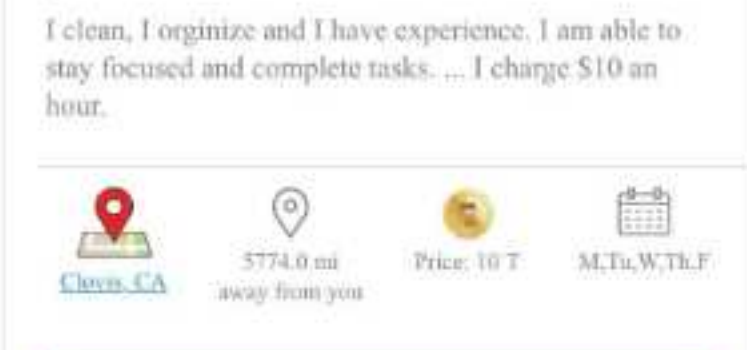 I clean, I orginize and I have experience. I am able to
stay focused and complete tasks. ... I charge $10 an
hour.
Clovis, CA
5774.0 mi
away from you
Price: 10 T
M,Tu,W,Th,F